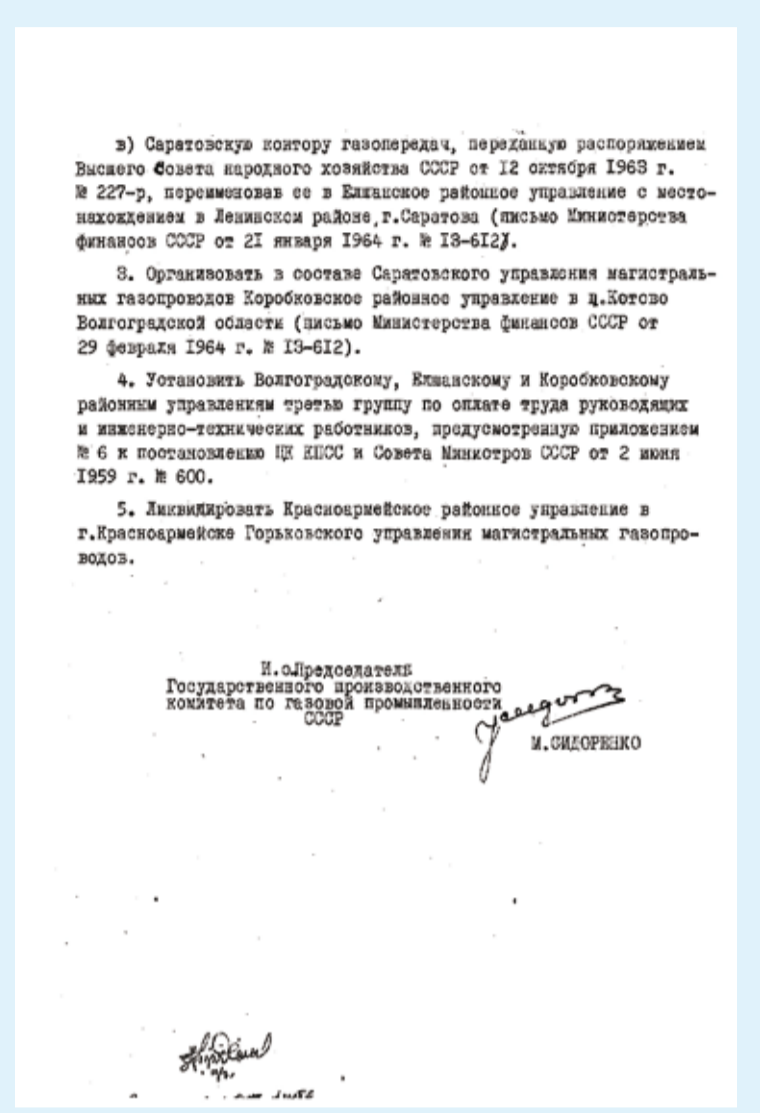 в) Саратовскую контору газопередач, переданную распоряжением
Высшего Совета народного хозяйства СССР от 12 октября 1963 г.
№ 227-р, переименовав ее в Елшанское районное управление с место-
нахождением в Ленинском районе,г.Саратова (письмо Министерства
финансов СССР от 21 января 1964 г. № 13-612).
3. Организовать в составе Саратовского управления магистраль-
ных газопроводов Коробковское районное управление в п.Котово
Волгоградской области (письмо Министерства финансов СССР от
29 февраля 1964 г. № 13-612).
4. Установить Волгоградскому, Елшанскому и Коробковскому
районным управлениям третью группу по оплате труда руководящих
и инженерно-технических работников, предусмотренную приложением
№ 6 к постановлению ЦК КПСС и Совета Министров СССР от 2 июня
1959 г. № 600.
5. Ликвидировать Красноармейское районное управление в
г.Красноармейске Горьковского управления магистральных газопро-
водов.
И.о.Председателя
Государственного производственного
комитета по газовой промышленности
СССР
М.СИДОРЕНКО